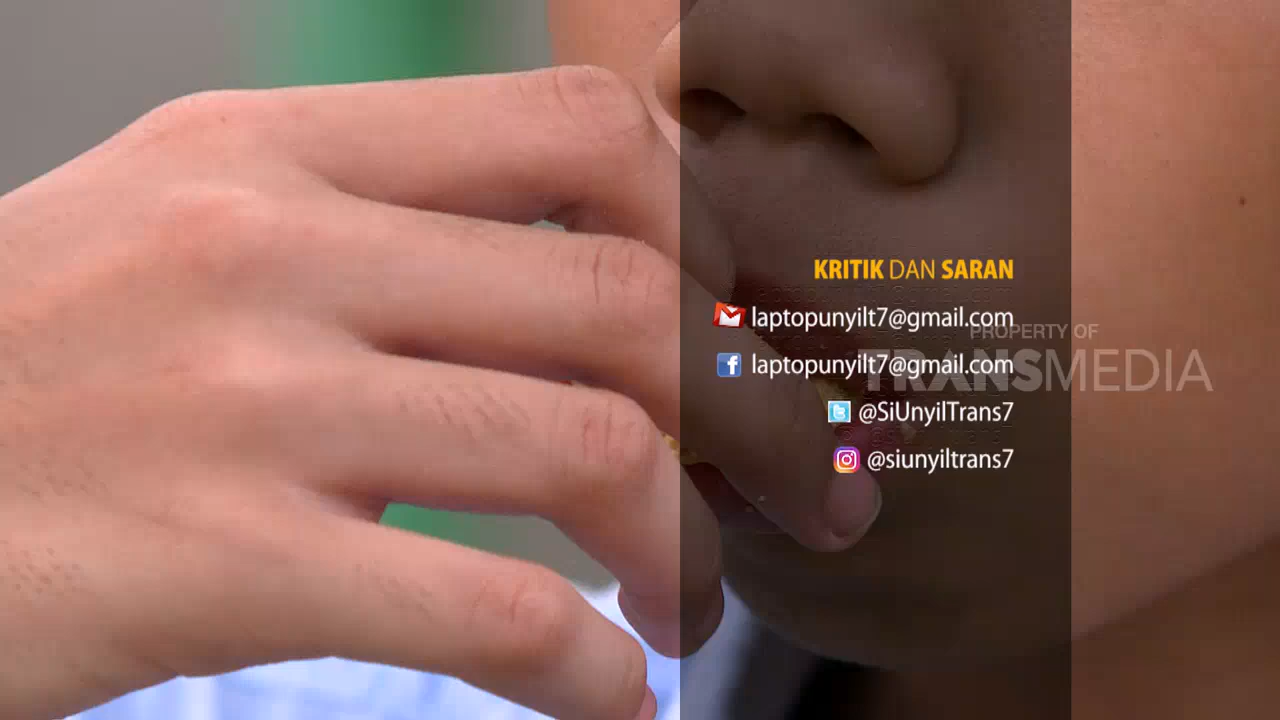 KRITIK DAN SARAN
laptopunyilt7@gmail.com
PROPERTY OF
laptopunyilt7@gmail.com
TRANSMEDIA
@SiUnyilTrans7
@siunyiltrans7